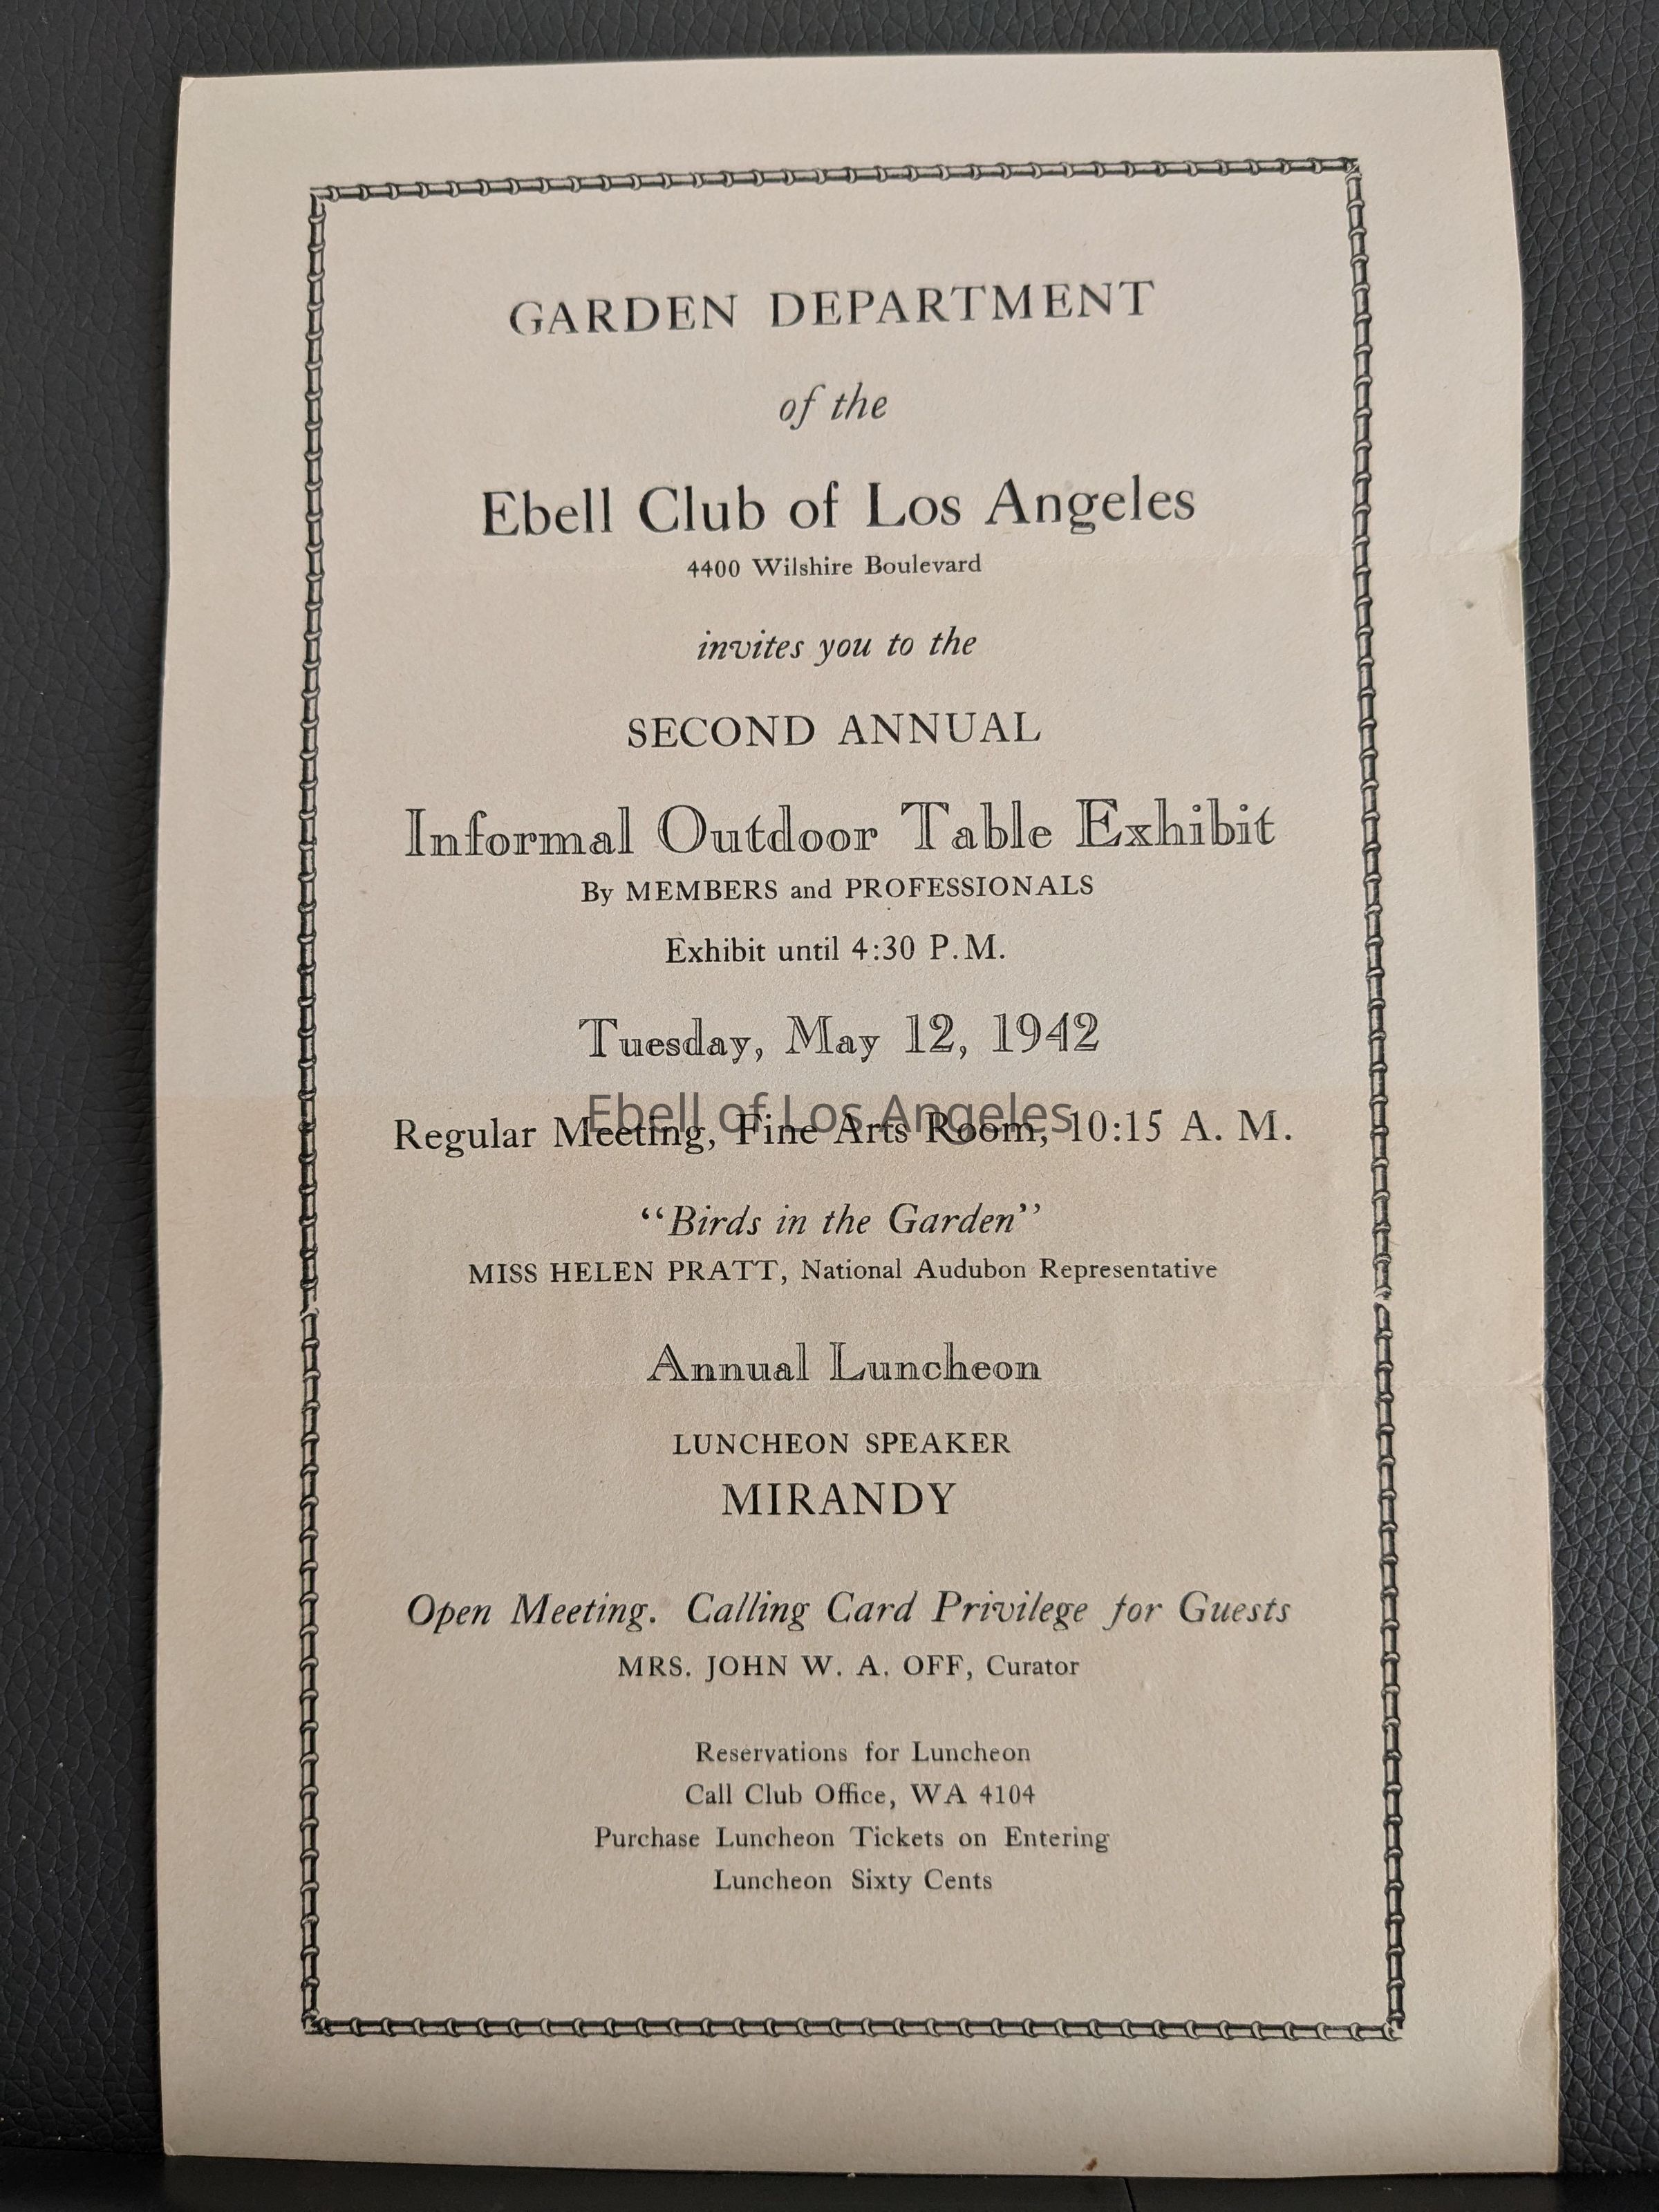 GARDEN DEPARTMENT
of the
Ebell Club of Los Angeles
4400 Wilshire Boulevard
invites you to the
SECOND ANNUAL
Informal Outdoor Table Exhibit
By MEMBERS and PROFESSIONALS
Exhibit until 4:30 P.M.
Tuesday, May 12, 1942
Ebell of Los Angeles
Regular Meeting, Fine Arts Room, 10:15 A. M.
"Birds in the Garden"
MISS HELEN PRATT, National Audubon Representative
Annual Luncheon
LUNCHEON SPEAKER
MIRANDY
Open Meeting. Calling Card Privilege for Guests
MRS. JOHN W. A. OFF, Curator
Reservations for Luncheon
Call Club Office, WA 4104
Purchase Luncheon Tickets on Entering
Luncheon Sixty Cents